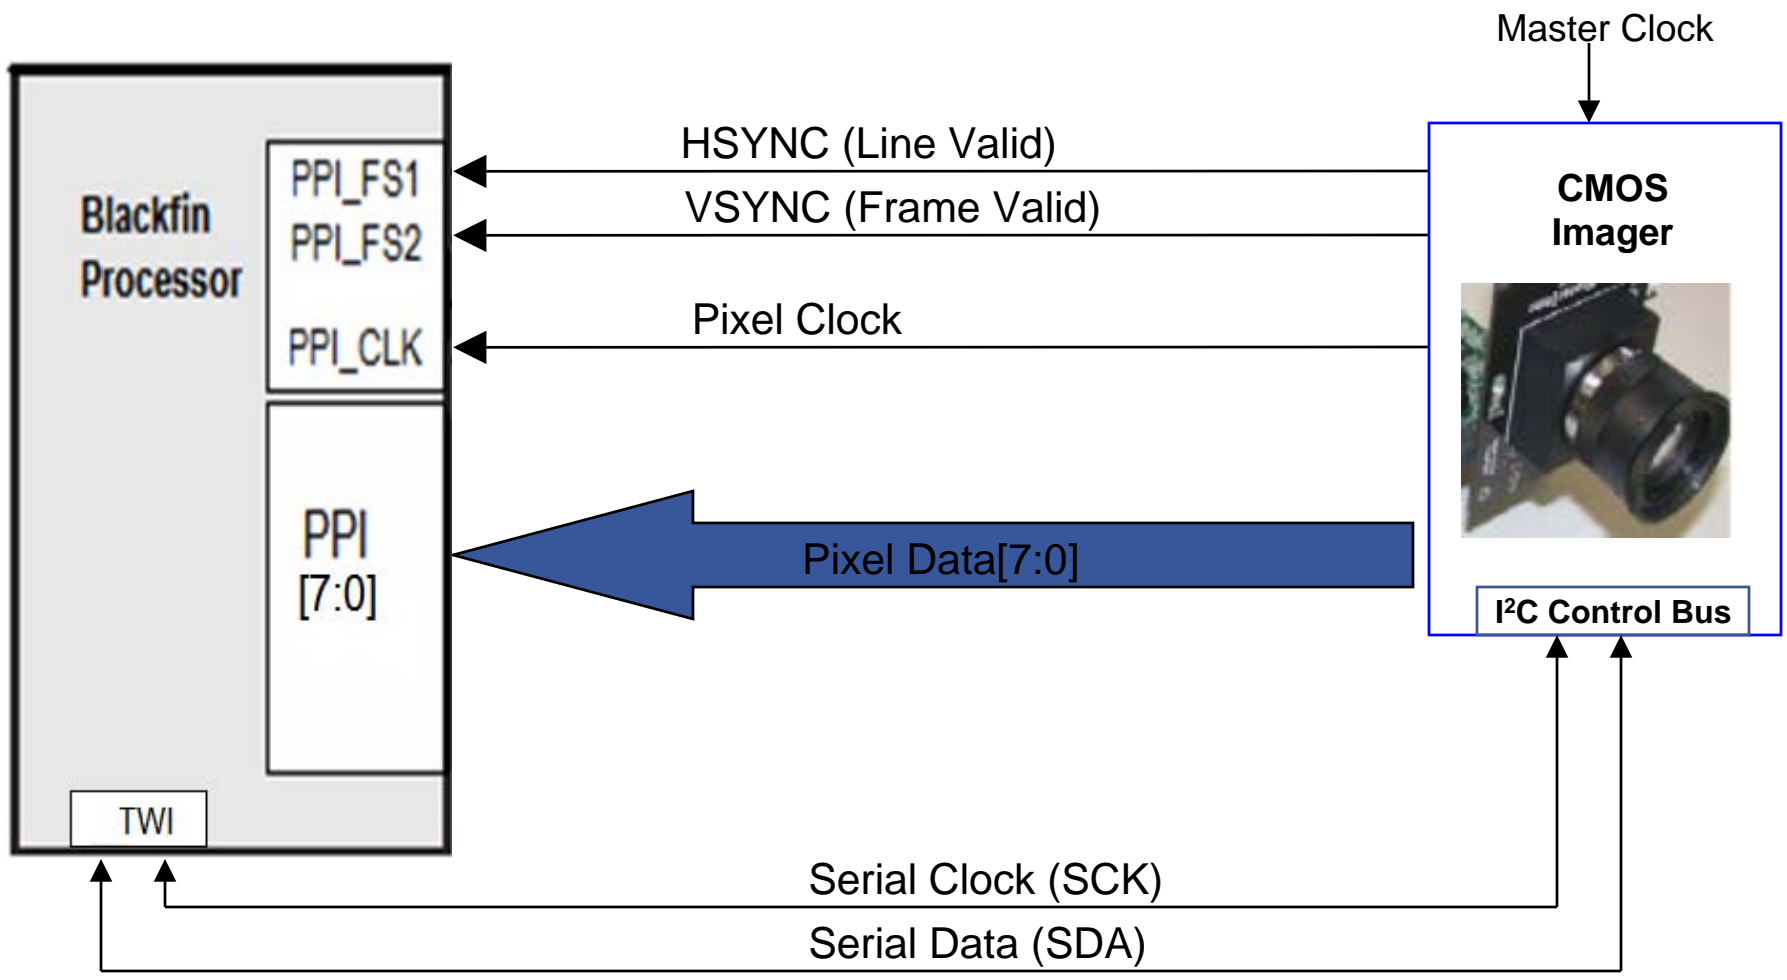 Master Clock
HSYNC (Line Valid)
PPI_FS1
CMOS
Imager
VSYNC (Frame Valid)
Blackfin
Processor
PPI_FS2
Pixel Clock
PPI_CLK
PPI
[7:0]
Pixel Data[7:0]
I²C Control Bus
TWI
Serial Clock (SCK)
Serial Data (SDA)